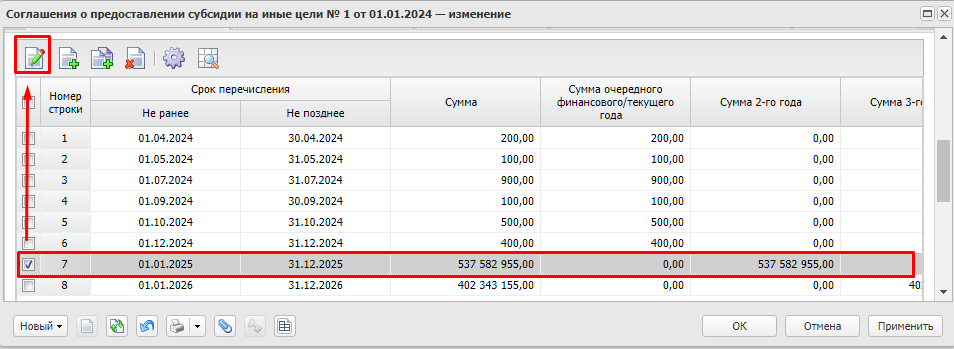 Соглашения о предоставлении субсидии на иные цели № 1 от 01.01.2024 — изменение
Номер строки Срок перечисления Сумма Сумма очередного финансового/текущего года Сумма 2-го года Сумма 3-г
Не ранее Не позднее
1 01.04.2024 30.04.2024 200,00 200,00 0,00
2 01.05.2024 31.05.2024 100,00 100,00 0,00
3 01.07.2024 31.07.2024 900,00 900,00 0,00
4 01.09.2024 30.09.2024 100,00 100,00 0,00
5 01.10.2024 31.10.2024 500,00 500,00 0,00
6 01.12.2024 31.12.2024 400,00 400,00 0,00
7 01.01.2025 31.12.2025 537 582 955,00 0,00 537 582 955,00
8 01.01.2026 31.12.2026 402 343 155,00 0,00 0,00 402
Новый ОК Отмена Применить